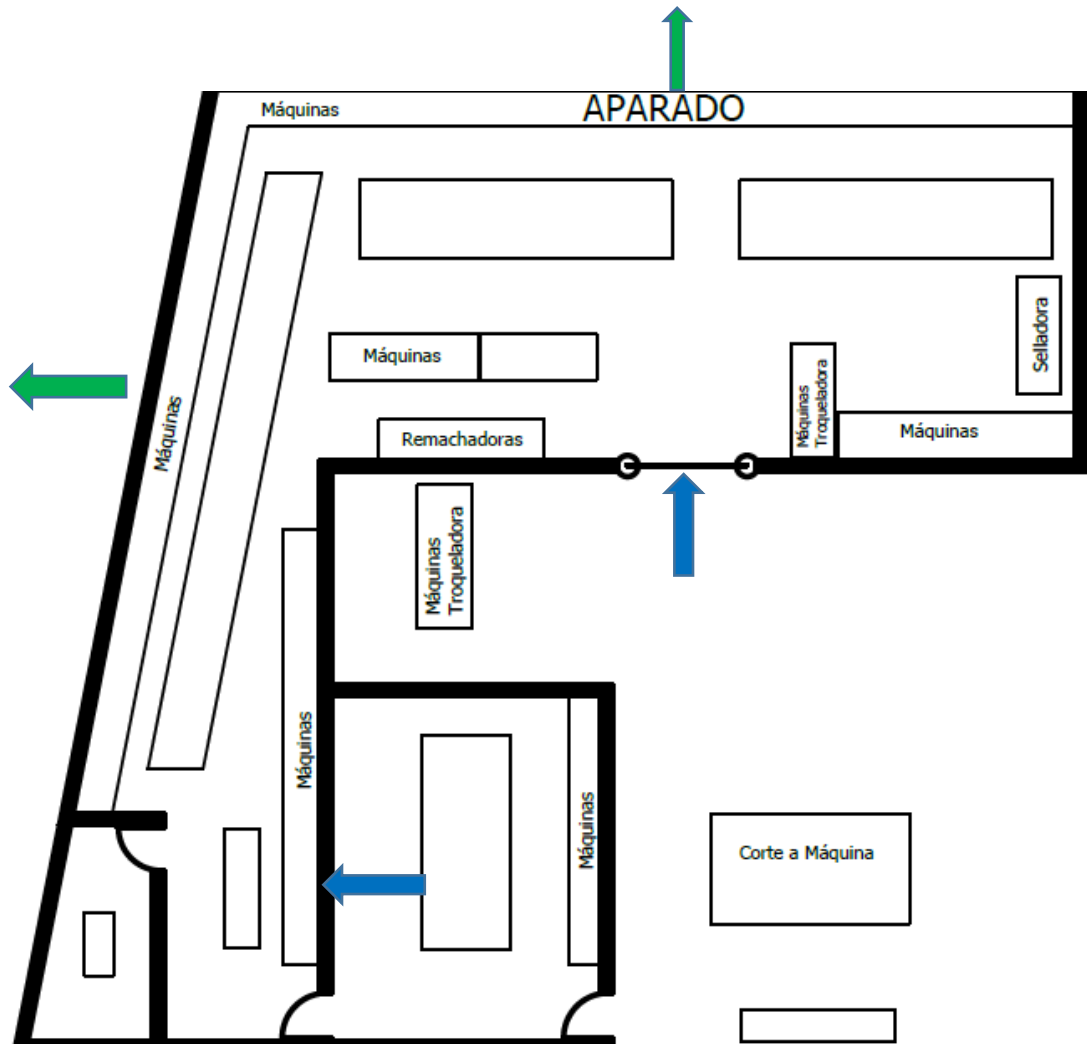 Máquinas
APARADO
Selladora
Máquinas
Máquinas
Troqueladora
Máquinas
Máquinas
Remachadoras
Máquinas
Troqueladora
Máquinas
Máquinas
Corte a Máquina